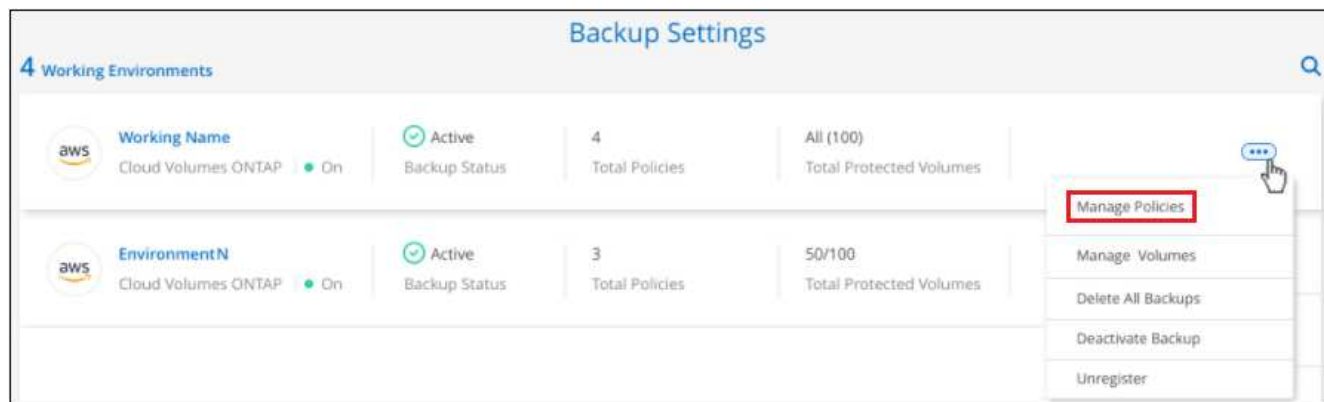 Backup Settings
4 Working Environments
aws
Working Name
Cloud Volumes ONTAP
On
Active
Backup Status
4
Total Policies
All (100)
Total Protected Volumes
Manage Policies
Manage Volumes
Delete All Backups
Deactivate Backup
Unregister
aws
EnvironmentN
Cloud Volumes ONTAP
On
Active
Backup Status
3
Total Policies
50/100
Total Protected Volumes